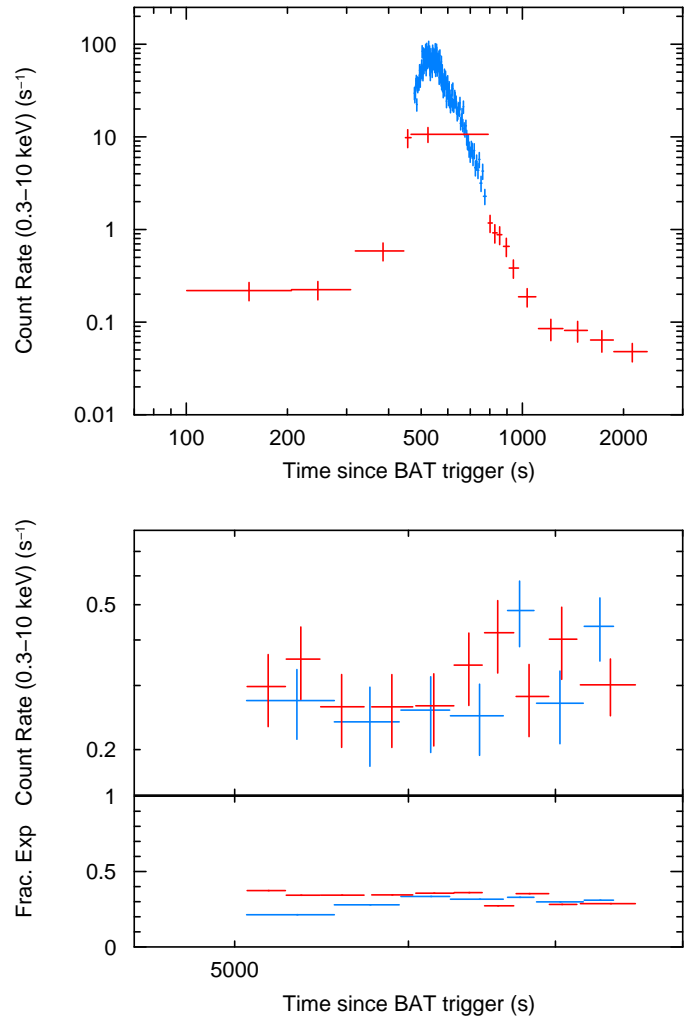 100
10
1
0.1
0.01
Count Rate (0.3–10 keV) (s⁻¹)
100 200 500 1000 2000
Time since BAT trigger (s)
0.5
0.2
Count Rate (0.3–10 keV) (s⁻¹)
1
0.5
0
Frac. Exp
5000
Time since BAT trigger (s)